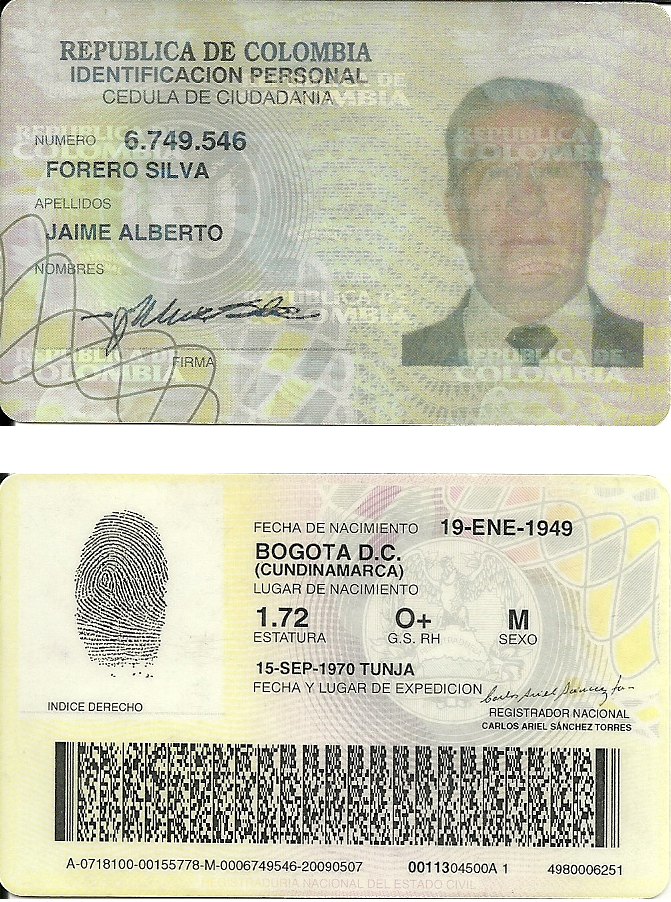 REPUBLICA DE COLOMBIA
IDENTIFICACION PERSONAL
CEDULA DE CIUDADANIA
NUMERO 6.749.546
FORERO SILVA
APELLIDOS
JAIME ALBERTO
NOMBRES
FIRMA
REPUBLICA DE
COLOMBIA
FECHA DE NACIMIENTO 19-ENE-1949
BOGOTA D.C.
(CUNDINAMARCA)
LUGAR DE NACIMIENTO
1.72 O+ M
ESTATURA G.S. RH SEXO
15-SEP-1970 TUNJA
FECHA Y LUGAR DE EXPEDICION
INDICE DERECHO
REGISTRADOR NACIONAL
CARLOS ARIEL SÁNCHEZ TORRES
A-0718100-00155778-M-0006749546-20090507 0011304500A 1 4980006251
REGISTRADURIA NACIONAL DEL ESTADO CIVIL